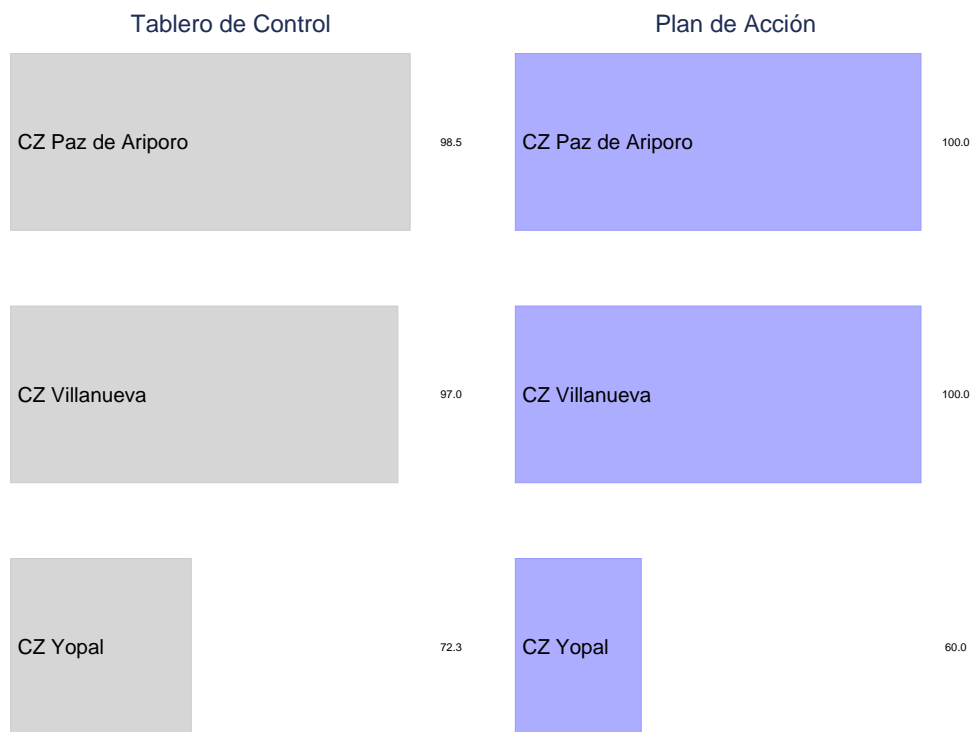 Tablero de Control
CZ Paz de Ariporo
98.5
CZ Villanueva
97.0
CZ Yopal
72.3
Plan de Acción
CZ Paz de Ariporo
100.0
CZ Villanueva
100.0
CZ Yopal
60.0